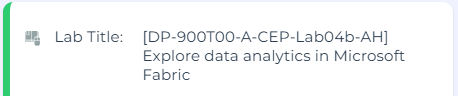 Lab Title: [DP-900T00-A-CEP-Lab04b-AH]
Explore data analytics in Microsoft
Fabric